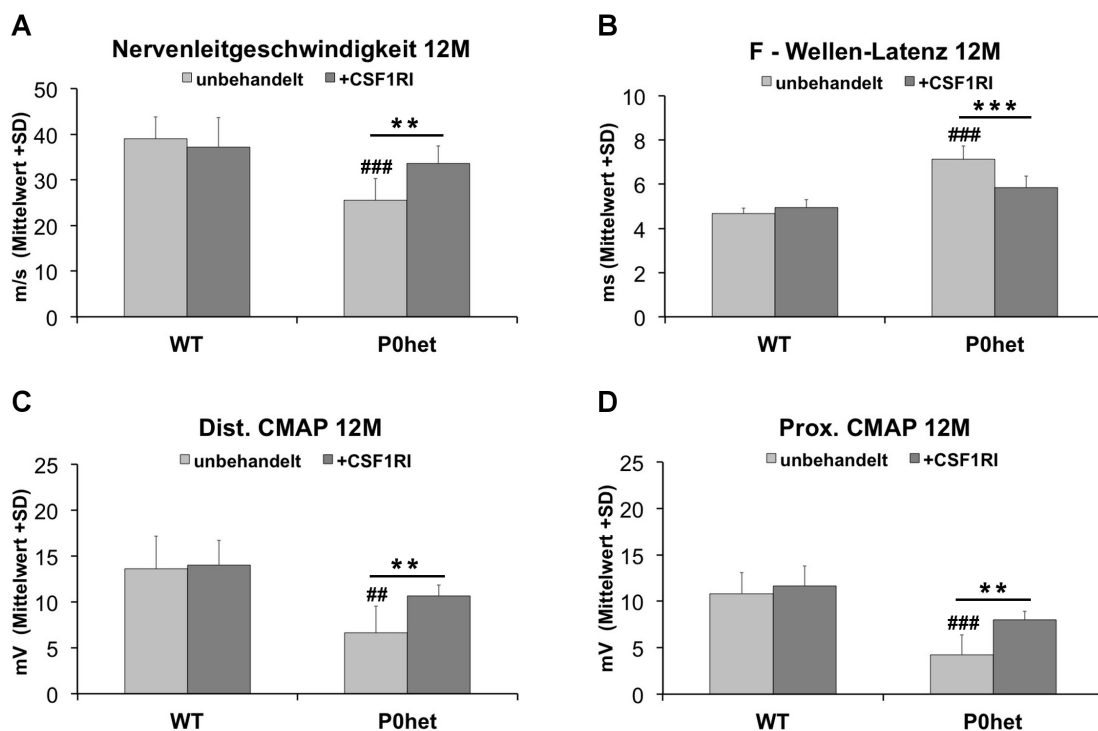 A
Nervenleitgeschwindigkeit 12M
unbehandelt +CSF1RI
m/s (Mittelwert +SD)
50
40
30
20
10
0
**
###
WT P0het
B
F - Wellen-Latenz 12M
unbehandelt +CSF1RI
ms (Mittelwert +SD)
10
8
6
4
2
0
***
###
WT P0het
C
Dist. CMAP 12M
unbehandelt +CSF1RI
mV (Mittelwert +SD)
25
20
15
10
5
0
**
##
WT P0het
D
Prox. CMAP 12M
unbehandelt +CSF1RI
mV (Mittelwert +SD)
25
20
15
10
5
0
**
###
WT P0het